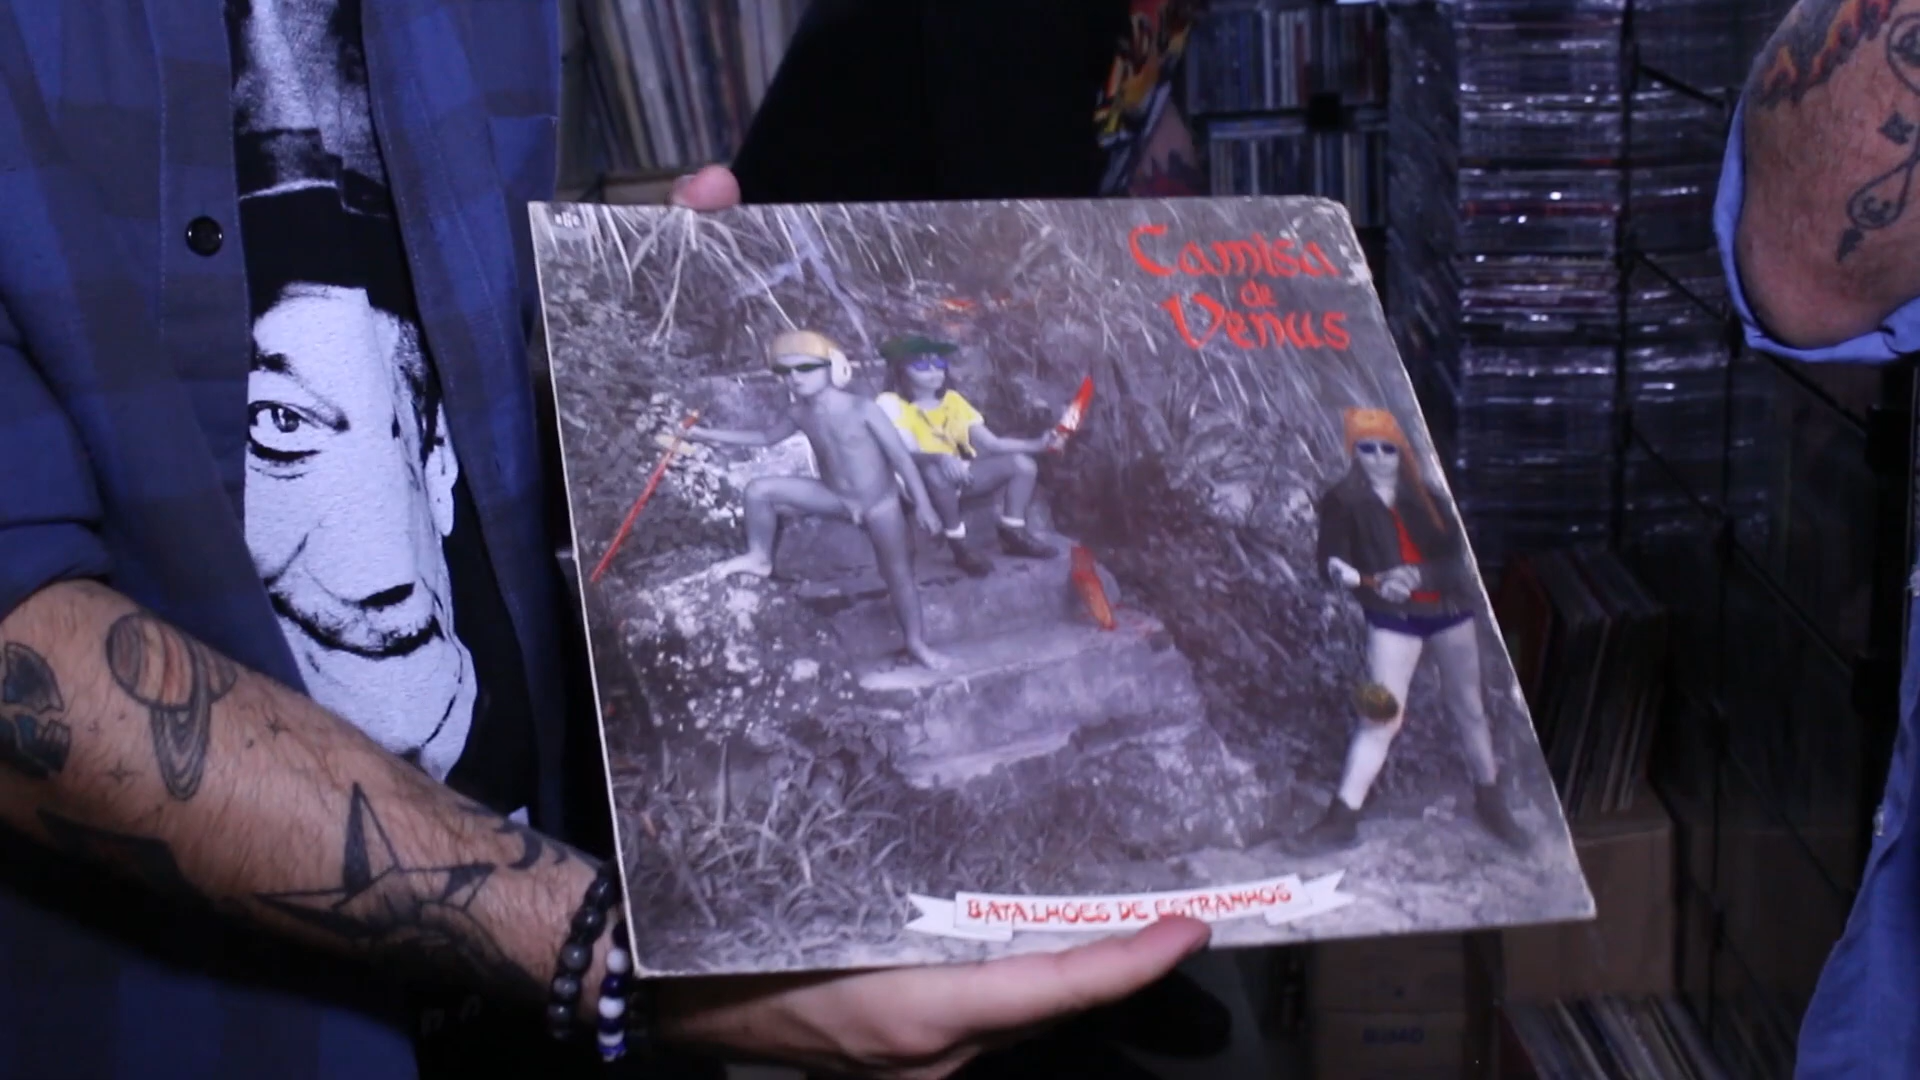 Camisa
de
Venus
BATALHÕES DE ESTRANHOS